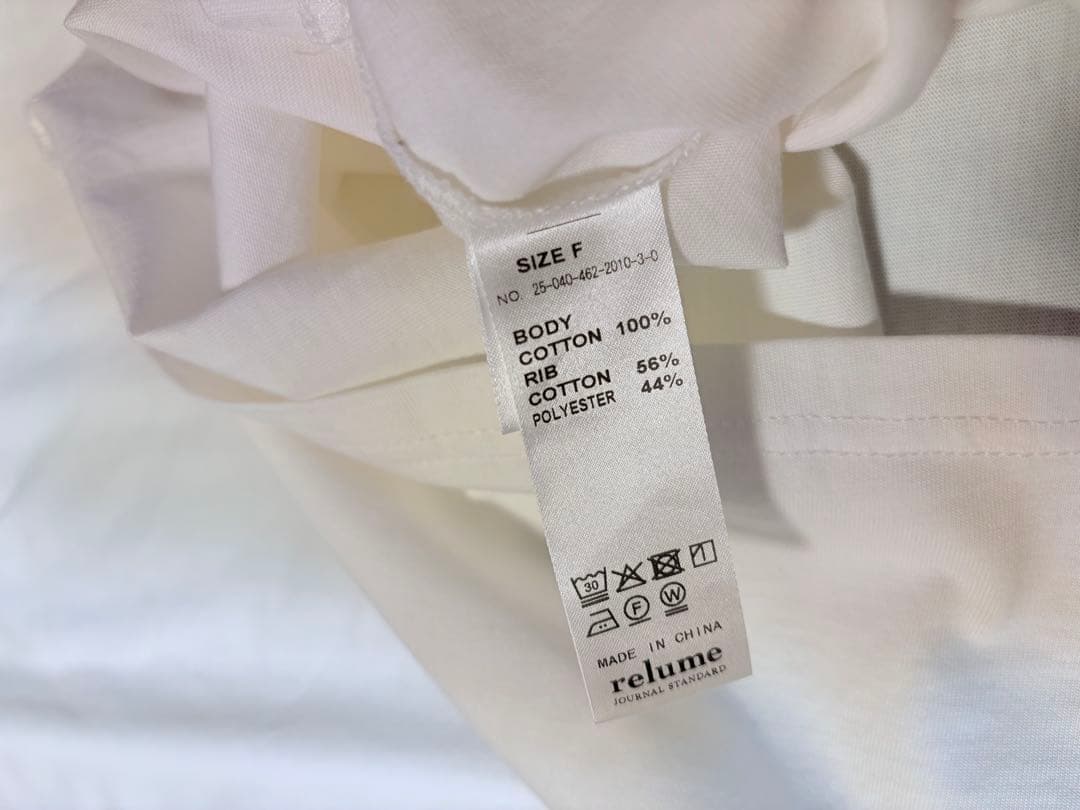 SIZE F
NO. 25-040-462-2010-3-0
BODY
COTTON 100%
RIB
COTTON 56%
POLYESTER 44%
30
F W
MADE IN CHINA
relume
JOURNAL STANDARD